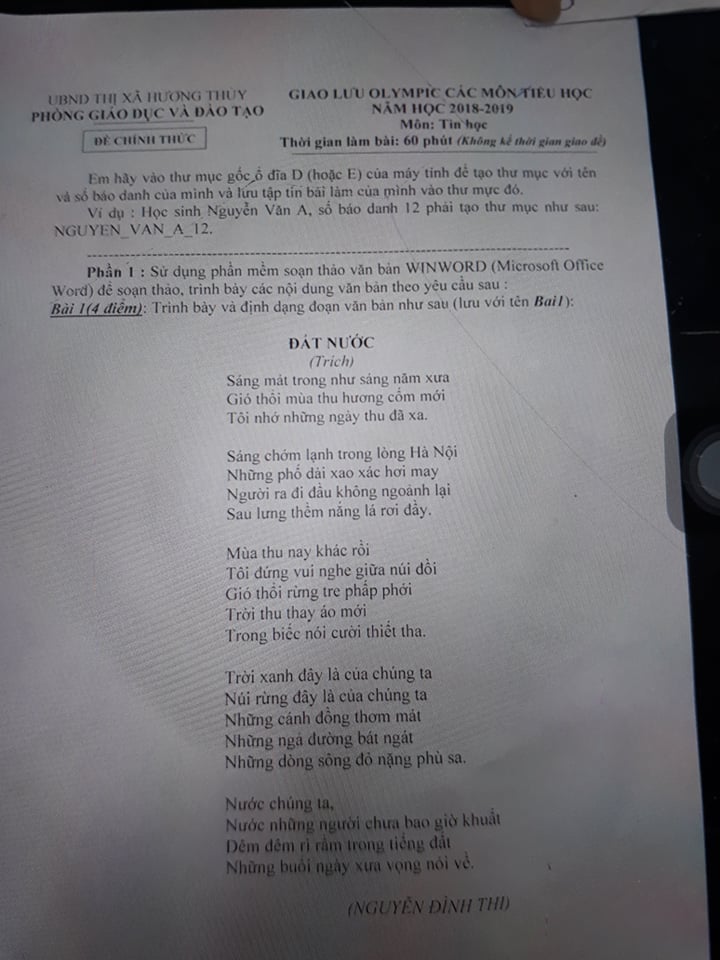 UBND THỊ XÃ HƯƠNG THỦY
PHÒNG GIÁO DỤC VÀ ĐÀO TẠO
ĐỀ CHÍNH THỨC
GIAO LƯU OLYMPIC CÁC MÔN TIỂU HỌC
NĂM HỌC 2018-2019
Môn: Tin học
Thời gian làm bài: 60 phút (Không kể thời gian giao đề)
Em hãy vào thư mục gốc ổ đĩa D (hoặc E) của máy tính để tạo thư mục với tên
và số báo danh của mình và lưu tập tin bài làm của mình vào thư mực đó.
Ví dụ : Học sinh Nguyễn Văn A, số báo danh 12 phải tạo thư mục như sau:
NGUYEN_VAN_A_12.
Phần 1 : Sử dụng phần mềm soạn thảo văn bản WINWORD (Microsoft Office
Word) để soạn thảo, trình bày các nội dung văn bản theo yêu cầu sau :
Bài 1(4 điểm): Trình bày và định dạng đoạn văn bản như sau (lưu với tên Bai1):
ĐẤT NƯỚC
(Trích)
Sáng mát trong như sáng năm xưa
Gió thổi mùa thu hương cốm mới
Tôi nhớ những ngày thu đã xa.
Sáng chớm lạnh trong lòng Hà Nội
Những phố dài xao xác hơi may
Người ra đi đầu không ngoảnh lại
Sau lưng thềm nắng lá rơi đầy.
Mùa thu nay khác rồi
Tôi đứng vui nghe giữa núi đồi
Gió thổi rừng tre phấp phới
Trời thu thay áo mới
Trong biếc nói cười thiết tha.
Trời xanh đây là của chúng ta
Núi rừng đây là của chúng ta
Những cánh đồng thơm mát
Những ngả đường bát ngát
Những dòng sông đỏ nặng phù sa.
Nước chúng ta,
Nước những người chưa bao giờ khuất
Đêm đêm rì rầm trong tiếng đất
Những buổi ngày xưa vọng nói về.
(NGUYỄN ĐÌNH THI)